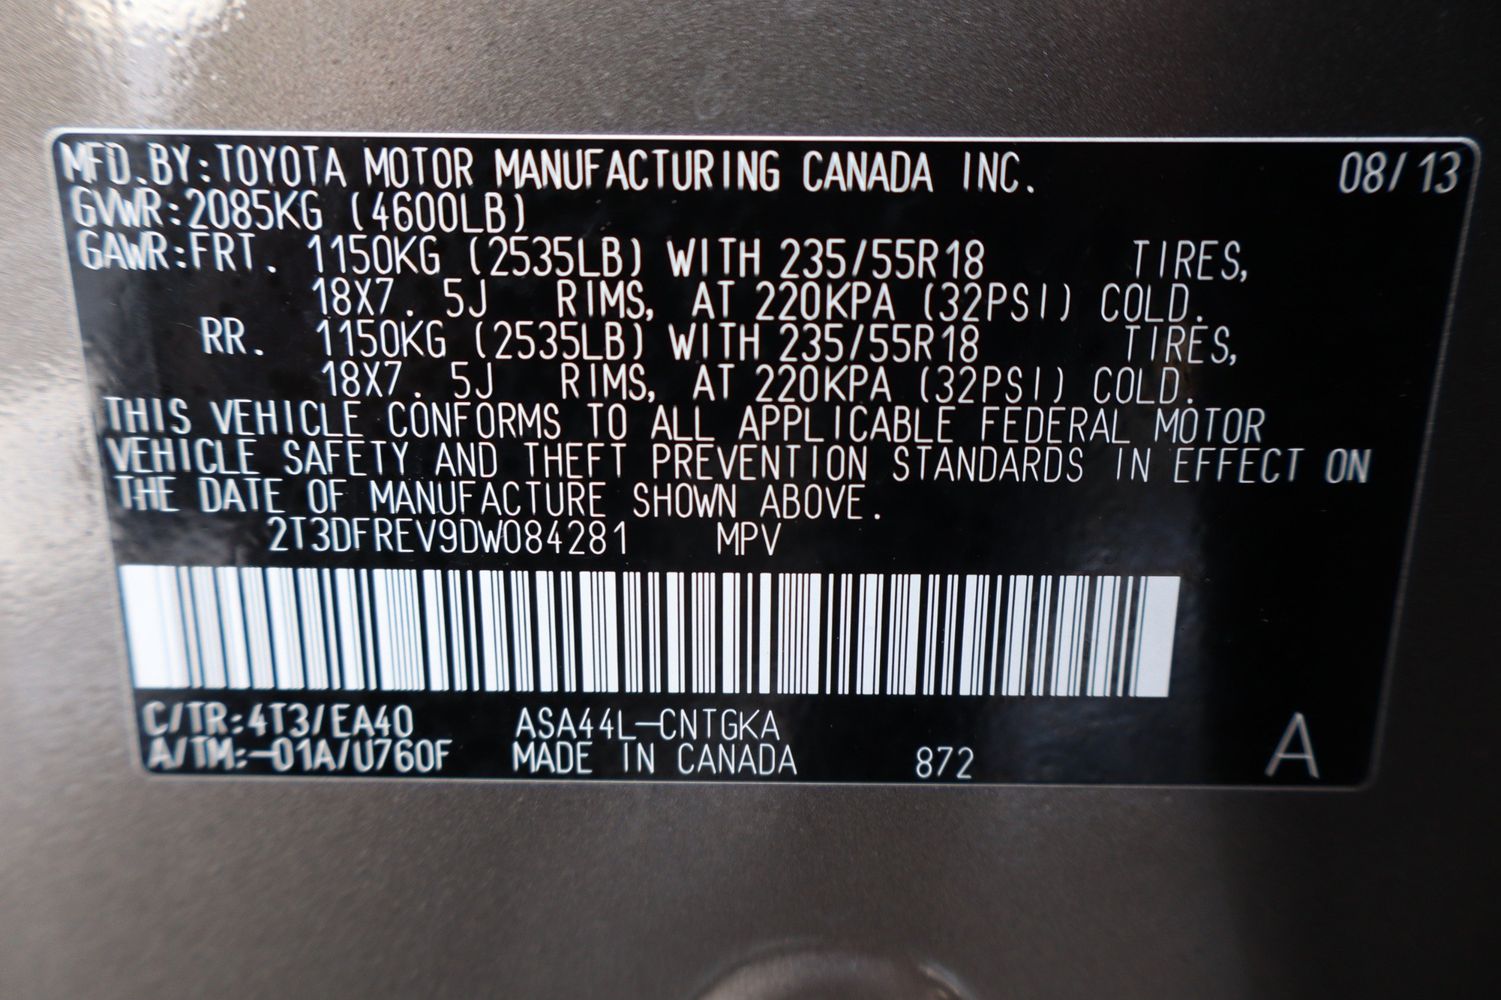 MFD.BY:TOYOTA MOTOR MANUFACTURING CANADA INC. 08/13
GVWR:2085KG (4600LB)
GAWR:FRT. 1150KG (2535LB) WITH 235/55R18 TIRES,
18X7.5J RIMS, AT 220KPA (32PSI) COLD.
RR. 1150KG (2535LB) WITH 235/55R18 TIRES,
18X7.5J RIMS, AT 220KPA (32PSI) COLD.
THIS VEHICLE CONFORMS TO ALL APPLICABLE FEDERAL MOTOR
VEHICLE SAFETY AND THEFT PREVENTION STANDARDS IN EFFECT ON
THE DATE OF MANUFACTURE SHOWN ABOVE.
2T3DFREV9DW084281 MPV
C/TR:4T3/EA40 ASA44L-CNTGKA
A/TM:-01A/U760F MADE IN CANADA 872 A